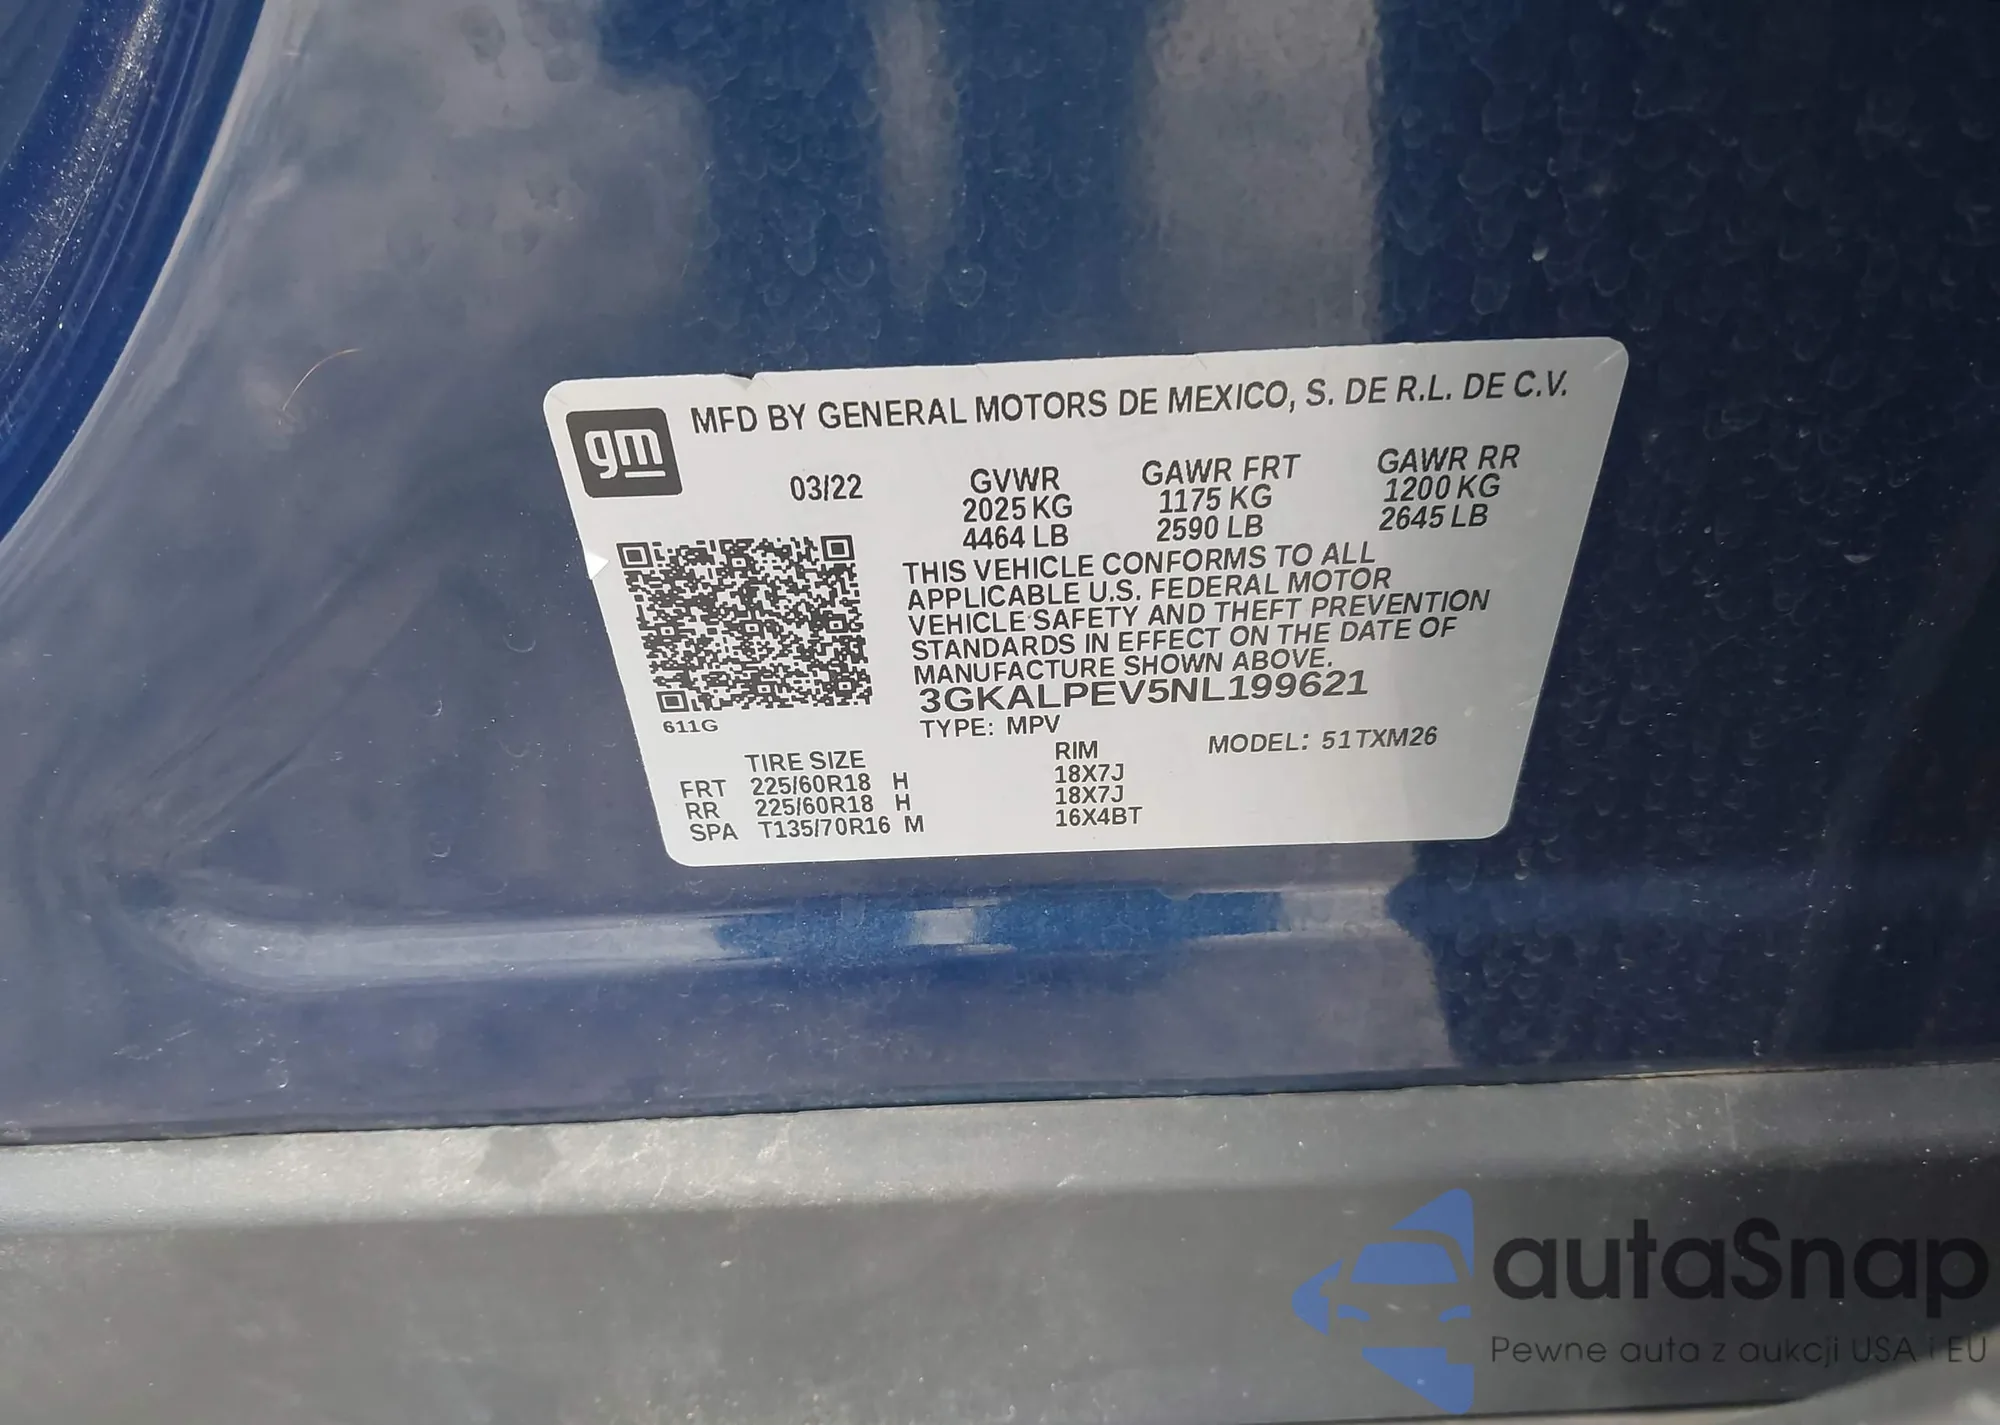 gm
MFD BY GENERAL MOTORS DE MEXICO, S. DE R.L. DE C.V.
03/22 GVWR GAWR FRT GAWR RR
2025 KG 1175 KG 1200 KG
4464 LB 2590 LB 2645 LB
THIS VEHICLE CONFORMS TO ALL
APPLICABLE U.S. FEDERAL MOTOR
VEHICLE SAFETY AND THEFT PREVENTION
STANDARDS IN EFFECT ON THE DATE OF
MANUFACTURE SHOWN ABOVE.
3GKALPEV5NL199621
611G
TYPE: MPV MODEL: 51TXM26
TIRE SIZE RIM
FRT 225/60R18 H 18X7J
RR 225/60R18 H 18X7J
SPA T135/70R16 M 16X4BT
autaSnap
Pewne auta z aukcji USA i EU